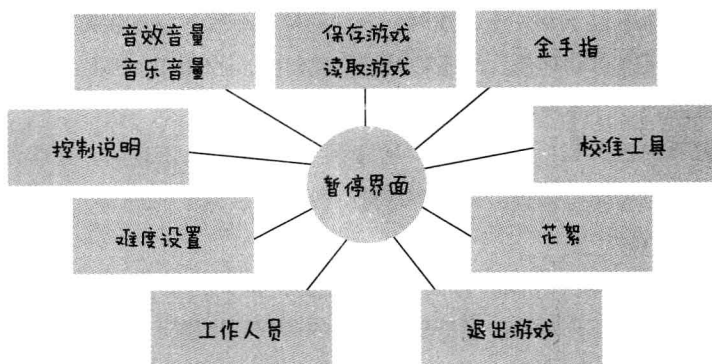 音效音量
音乐音量
保存游戏
读取游戏
金手指
控制说明
暂停界面
校准工具
难度设置
花絮
工作人员
退出游戏